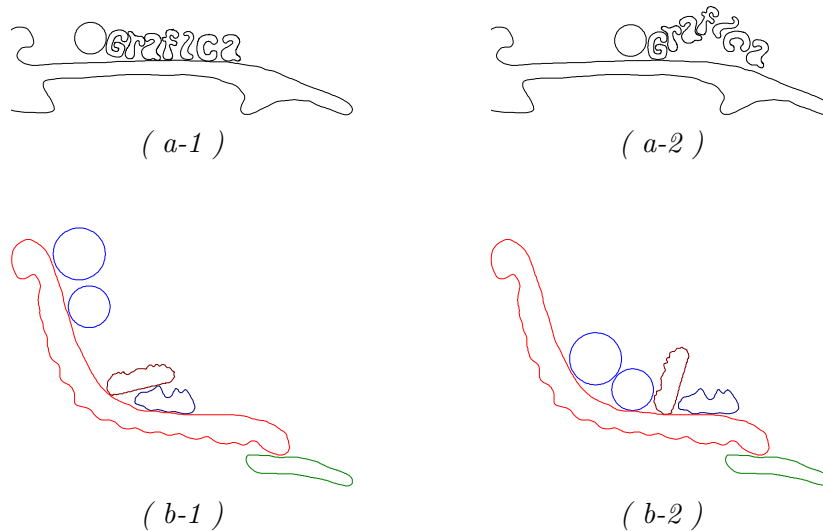 Grafica Grafica
( a-1 ) ( a-2 )
( b-1 ) ( b-2 )